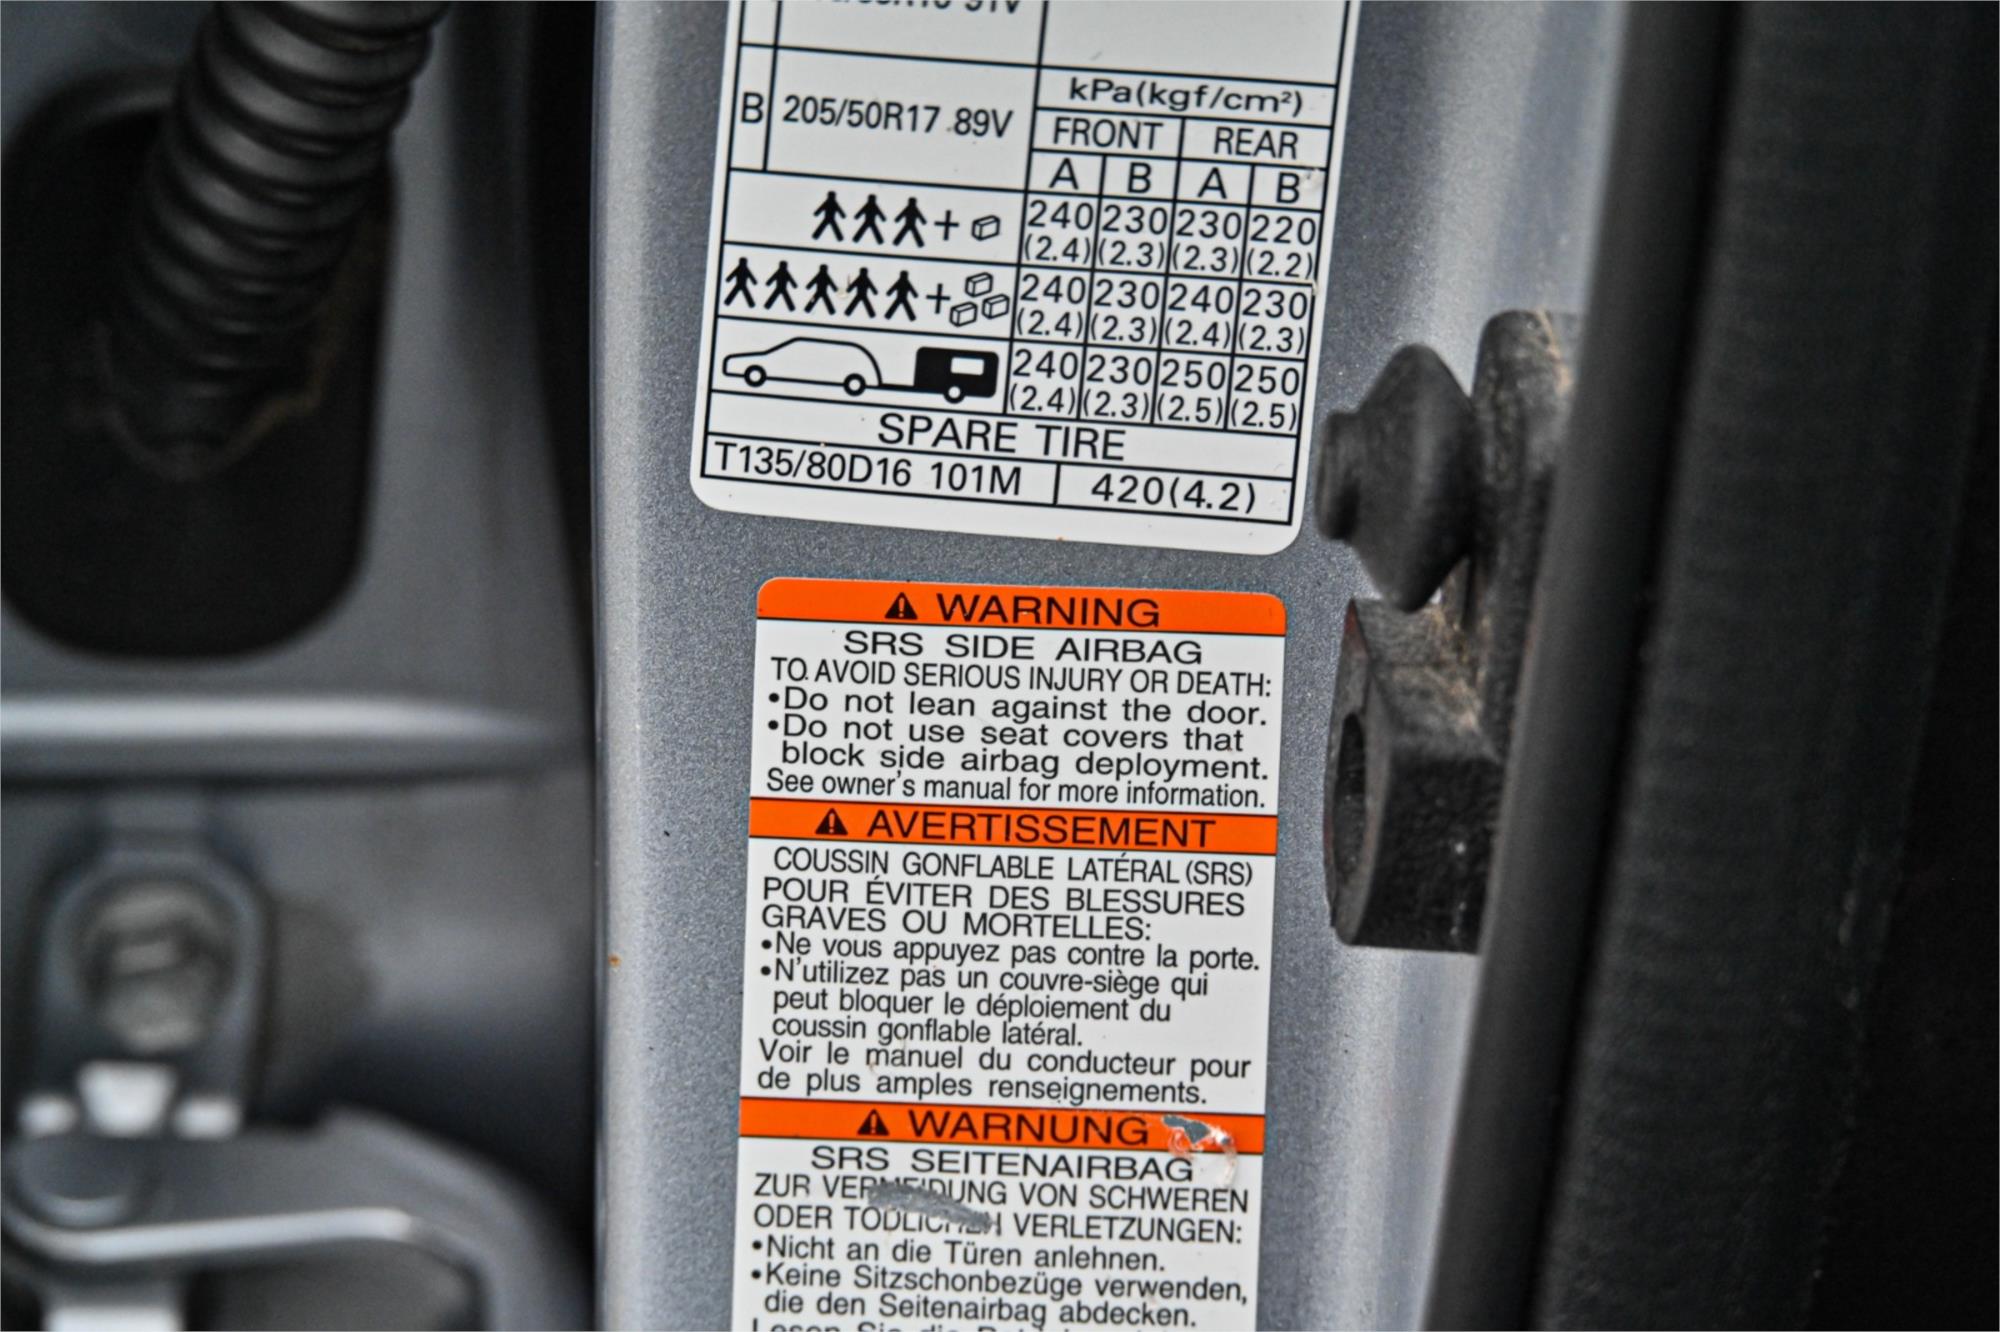 B 205/50R17 89V
kPa(kgf/cm²)
FRONT REAR
A B A B
+ 240 230 230 220
(2.4) (2.3) (2.3) (2.2)
+ 240 230 240 230
(2.4) (2.3) (2.4) (2.3)
240 230 250 250
(2.4) (2.3) (2.5) (2.5)
SPARE TIRE
T135/80D16 101M 420(4.2)
⚠ WARNING
SRS SIDE AIRBAG
TO AVOID SERIOUS INJURY OR DEATH:
•Do not lean against the door.
•Do not use seat covers that
block side airbag deployment.
See owner's manual for more information.
⚠ AVERTISSEMENT
COUSSIN GONFLABLE LATÉRAL (SRS)
POUR ÉVITER DES BLESSURES
GRAVES OU MORTELLES:
•Ne vous appuyez pas contre la porte.
•N'utilizez pas un couvre-siège qui
peut bloquer le déploiement du
coussin gonflable latéral.
Voir le manuel du conducteur pour
de plus amples renseignements.
⚠ WARNUNG
SRS SEITENAIRBAG
ZUR VERMEIDUNG VON SCHWEREN
ODER TÖDLICHEN VERLETZUNGEN:
•Nicht an die Türen anlehnen.
•Keine Sitzschonbezüge verwenden,
die den Seitenairbag abdecken.